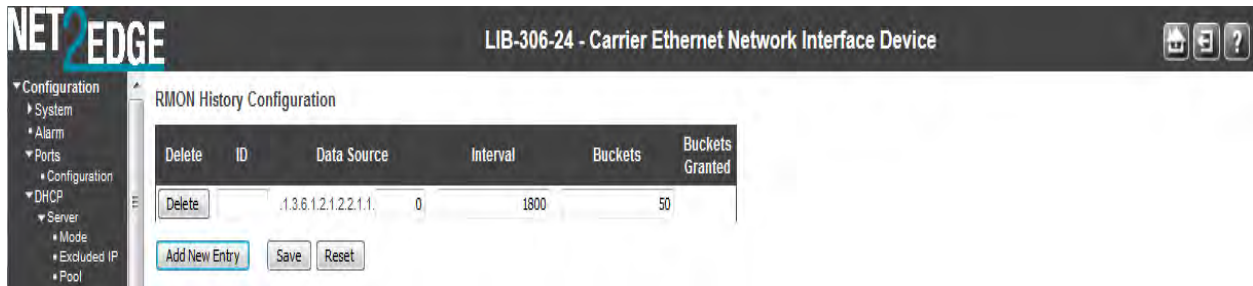 NET2EDGE
LIB-306-24 - Carrier Ethernet Network Interface Device
?
▼Configuration
▶System
• Alarm
▼Ports
• Configuration
▼DHCP
▼Server
• Mode
• Excluded IP
• Pool
RMON History Configuration
Delete ID Data Source Interval Buckets Buckets Granted
Delete .1.3.6.1.2.1.2.2.1.1. 0 1800 50
Add New Entry Save Reset